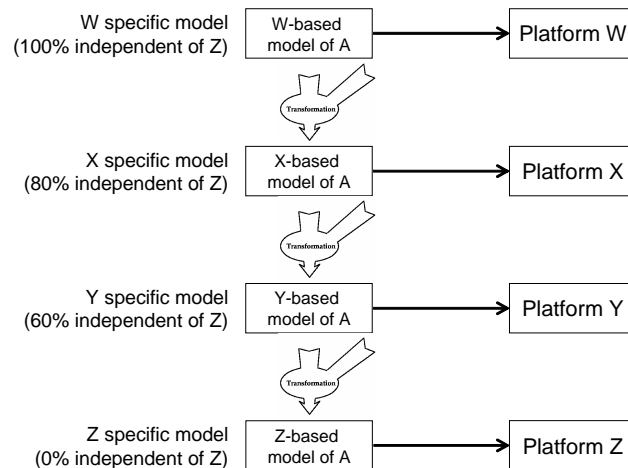 W specific model
(100% independent of Z)
W-based
model of A
Platform W
Transformation
X specific model
(80% independent of Z)
X-based
model of A
Platform X
Transformation
Y specific model
(60% independent of Z)
Y-based
model of A
Platform Y
Transformation
Z specific model
(0% independent of Z)
Z-based
model of A
Platform Z